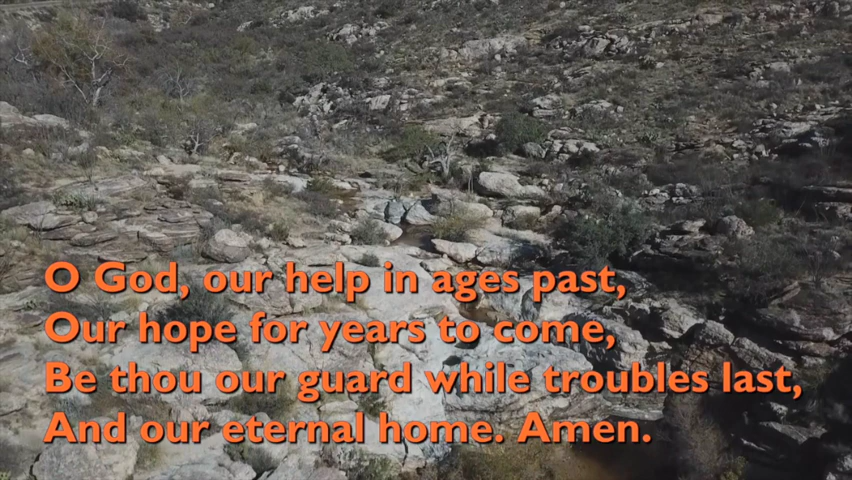 O God, our help in ages past,
Our hope for years to come,
Be thou our guard while troubles last,
And our eternal home. Amen.